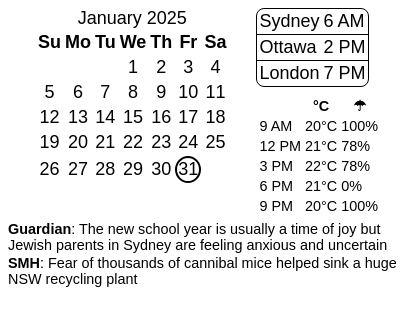 January 2025
Su Mo Tu We Th Fr Sa
1 2 3 4
5 6 7 8 9 10 11
12 13 14 15 16 17 18
19 20 21 22 23 24 25
26 27 28 29 30 31
Sydney 6 AM
Ottawa 2 PM
London 7 PM
°C ☂
9 AM 20°C 100%
12 PM 21°C 78%
3 PM 22°C 78%
6 PM 21°C 0%
9 PM 20°C 100%
Guardian: The new school year is usually a time of joy but
Jewish parents in Sydney are feeling anxious and uncertain
SMH: Fear of thousands of cannibal mice helped sink a huge
NSW recycling plant